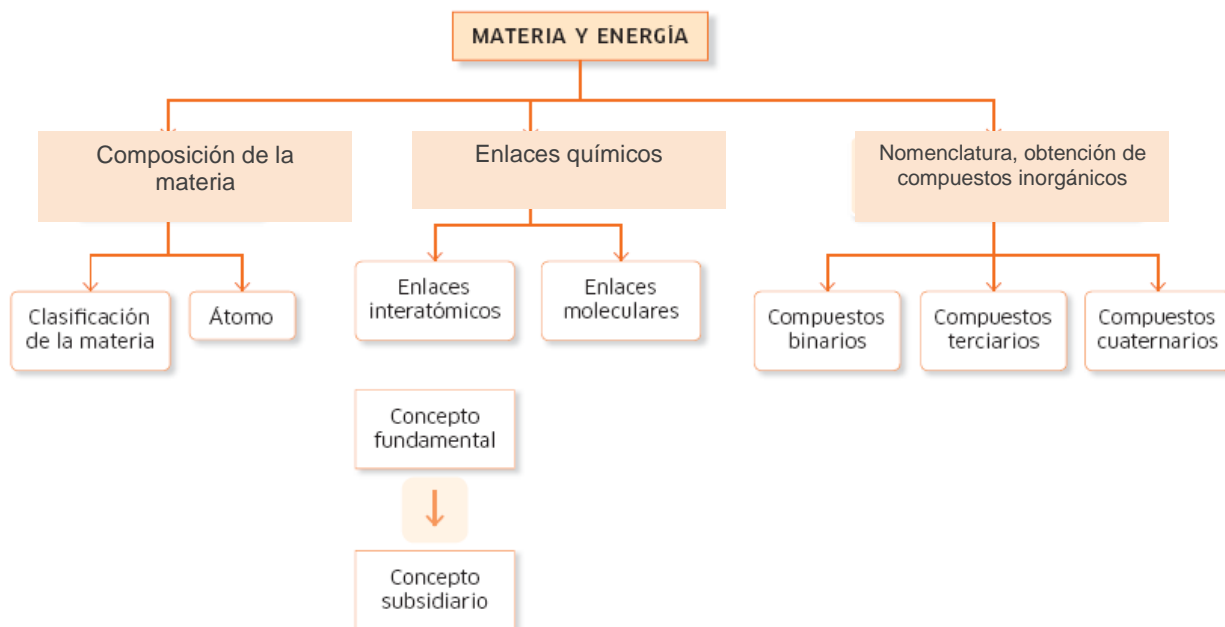 MATERIA Y ENERGÍA
Composición de la
materia
Enlaces químicos
Nomenclatura, obtención de
compuestos inorgánicos
Clasificación
de la materia
Átomo
Enlaces
interatómicos
Enlaces
moleculares
Compuestos
binarios
Compuestos
terciarios
Compuestos
cuaternarios
Concepto
fundamental
Concepto
subsidiario